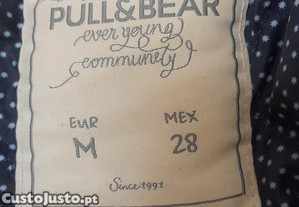 PULL&BEAR
ever young
community
EUR MEX
M 28
Since 1991
CustoJusto.pt